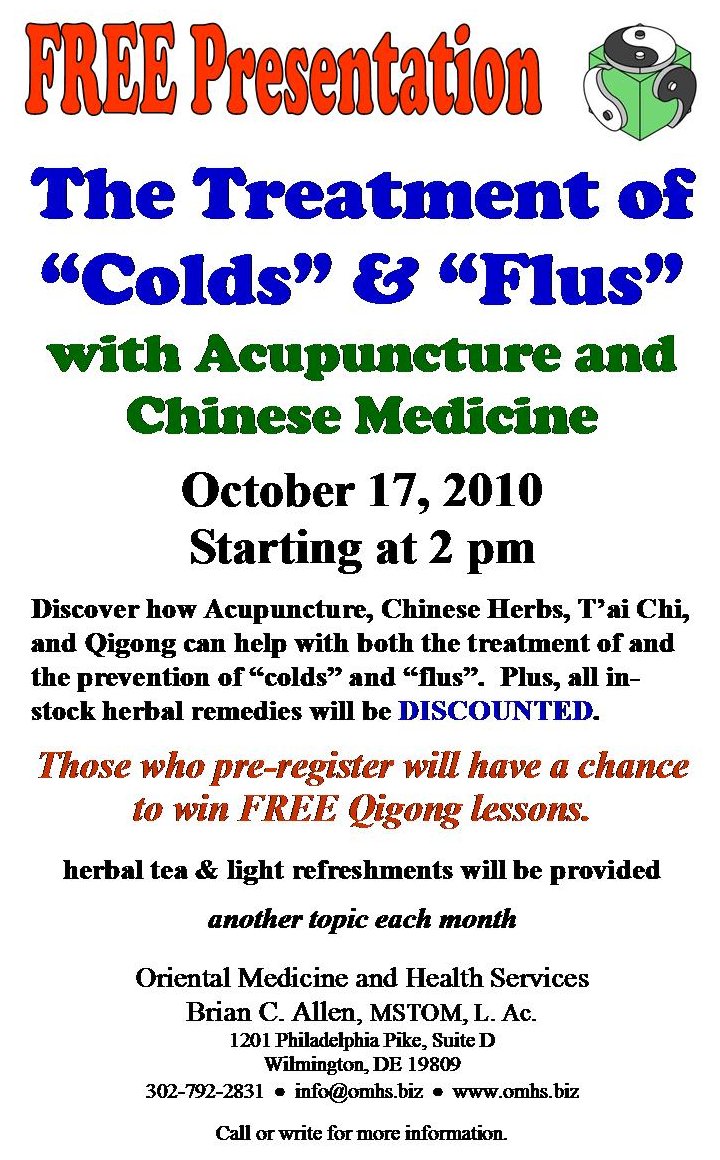 FREE Presentation
The Treatment of
“Colds” & “Flus”
with Acupuncture and
Chinese Medicine
October 17, 2010
Starting at 2 pm
Discover how Acupuncture, Chinese Herbs, T’ai Chi,
and Qigong can help with both the treatment of and
the prevention of “colds” and “flus”.  Plus, all in-
stock herbal remedies will be DISCOUNTED.
Those who pre-register will have a chance
to win FREE Qigong lessons.
herbal tea & light refreshments will be provided
another topic each month
Oriental Medicine and Health Services
Brian C. Allen, MSTOM, L. Ac.
1201 Philadelphia Pike, Suite D
Wilmington, DE 19809
302-792-2831 ● info@omhs.biz ● www.omhs.biz
Call or write for more information.